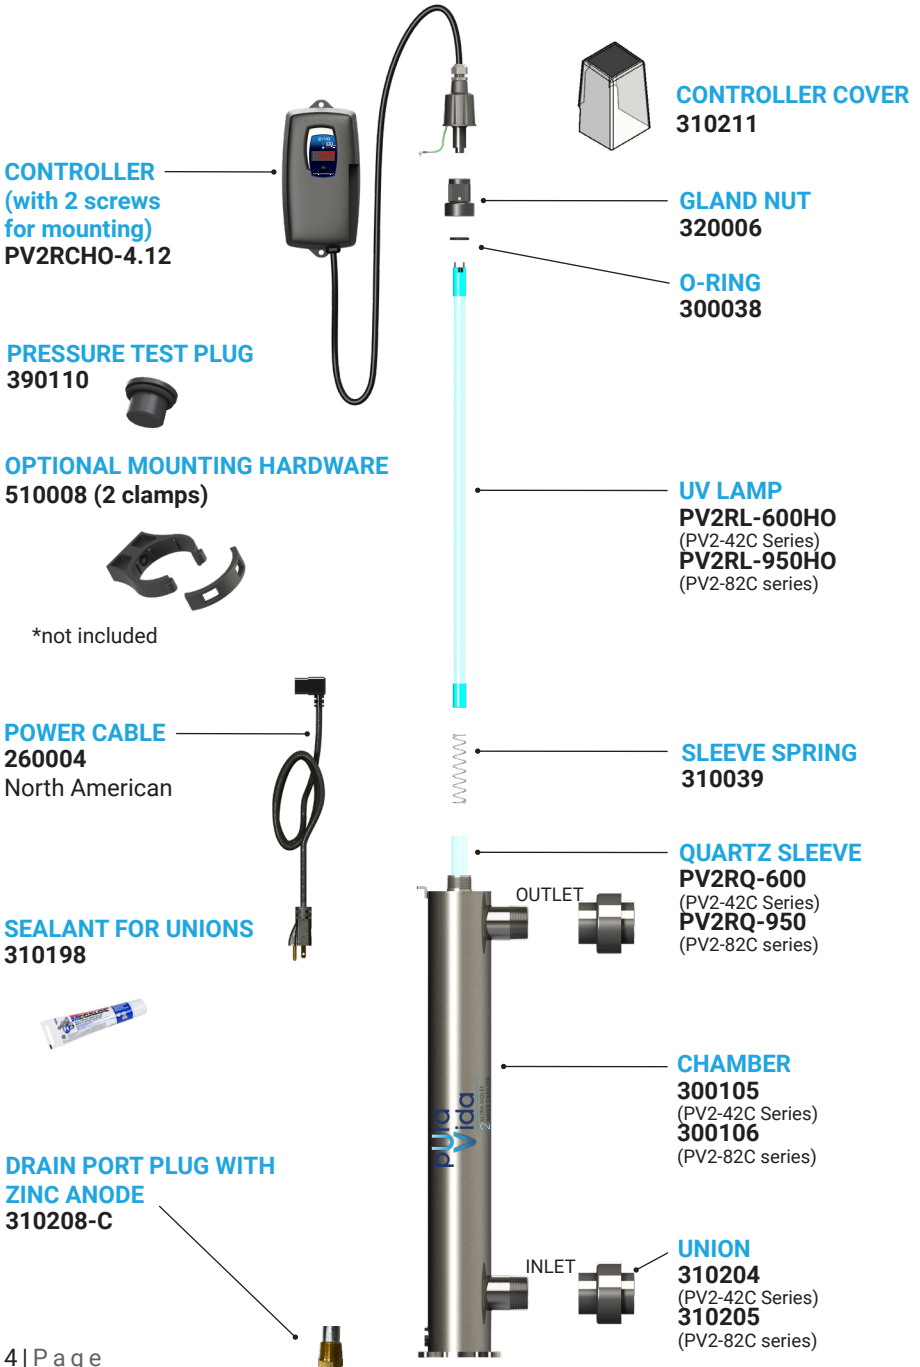 CONTROLLER COVER
310211
CONTROLLER
(with 2 screws
for mounting)
PV2RCHO-4.12
GLAND NUT
320006
O-RING
300038
PRESSURE TEST PLUG
390110
OPTIONAL MOUNTING HARDWARE
510008 (2 clamps)
*not included
UV LAMP
PV2RL-600HO
(PV2-42C Series)
PV2RL-950HO
(PV2-82C series)
POWER CABLE
260004
North American
SLEEVE SPRING
310039
QUARTZ SLEEVE
PV2RQ-600
(PV2-42C Series)
PV2RQ-950
(PV2-82C series)
OUTLET
SEALANT FOR UNIONS
310198
CHAMBER
300105
(PV2-42C Series)
300106
(PV2-82C series)
pUra
Vida
2
DRAIN PORT PLUG WITH
ZINC ANODE
310208-C
INLET
UNION
310204
(PV2-42C Series)
310205
(PV2-82C series)
4 | P a g e